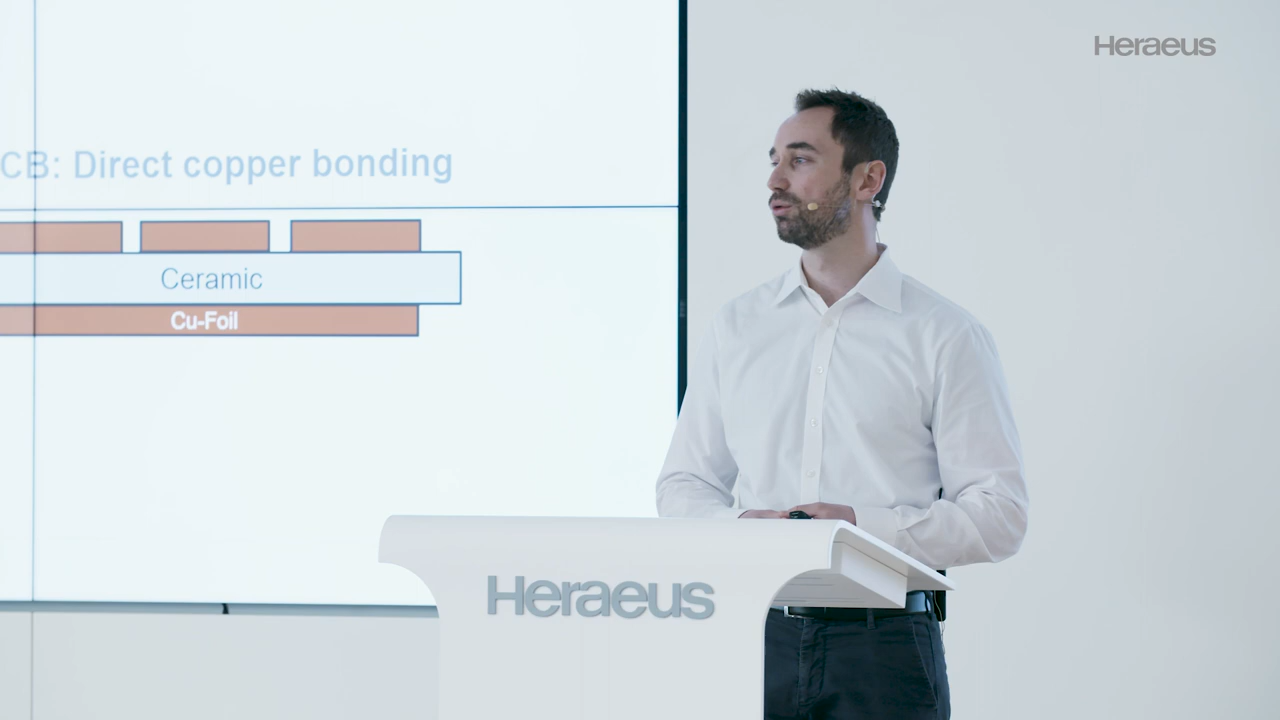 Heraeus
CB: Direct copper bonding
Ceramic
Cu-Foil
Heraeus